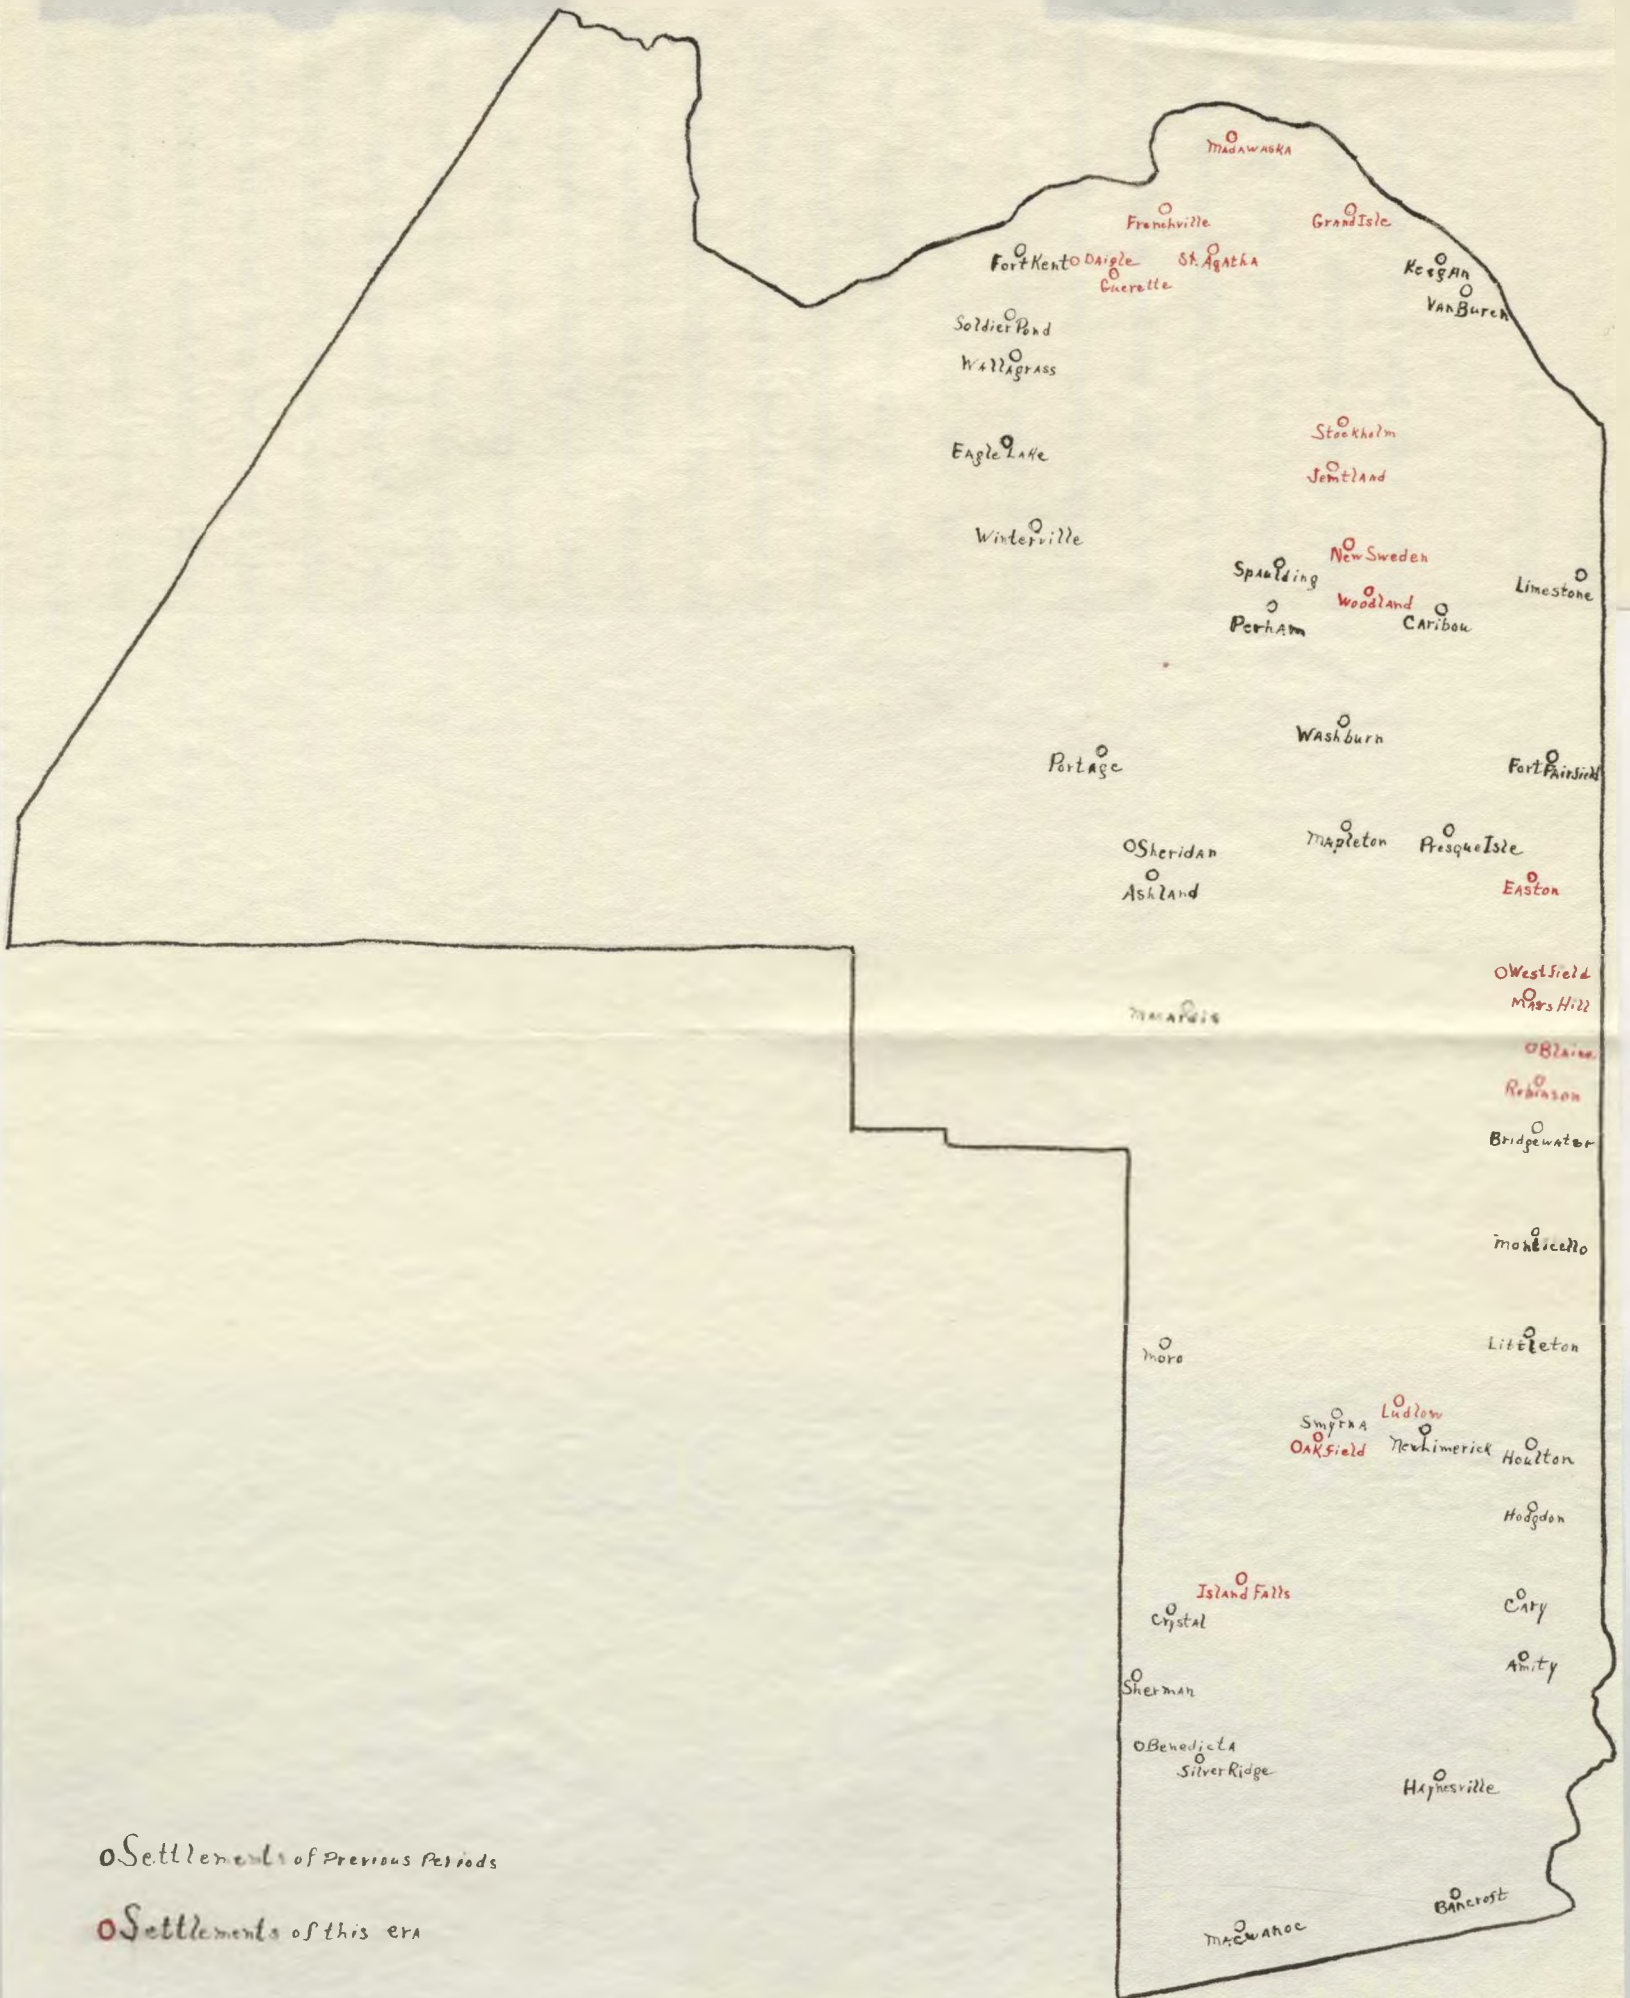 Madawaska
Frenchville
Grand Isle
Fort Kent
Daigle
St. Agatha
Guerette
Keegan
Van Buren
Soldier Pond
Wallagrass
Stockholm
Eagle Lake
Jemtland
Winterville
New Sweden
Spaulding
Limestone
Woodland
Perham
Caribou
Washburn
Portage
Fort Fairfield
Sheridan
Mapleton
Presque Isle
Ashland
Easton
Westfield
Mars Hill
Masardis
Blaine
Robinson
Bridgewater
Monticello
Littleton
Moro
Ludlow
Smyrna
Oakfield
New Limerick
Houlton
Hodgdon
Island Falls
Crystal
Cary
Amity
Sherman
Benedicta
Silver Ridge
Haynesville
Settlements of Previous Periods
Bancroft
Macwahoc
Settlements of this era